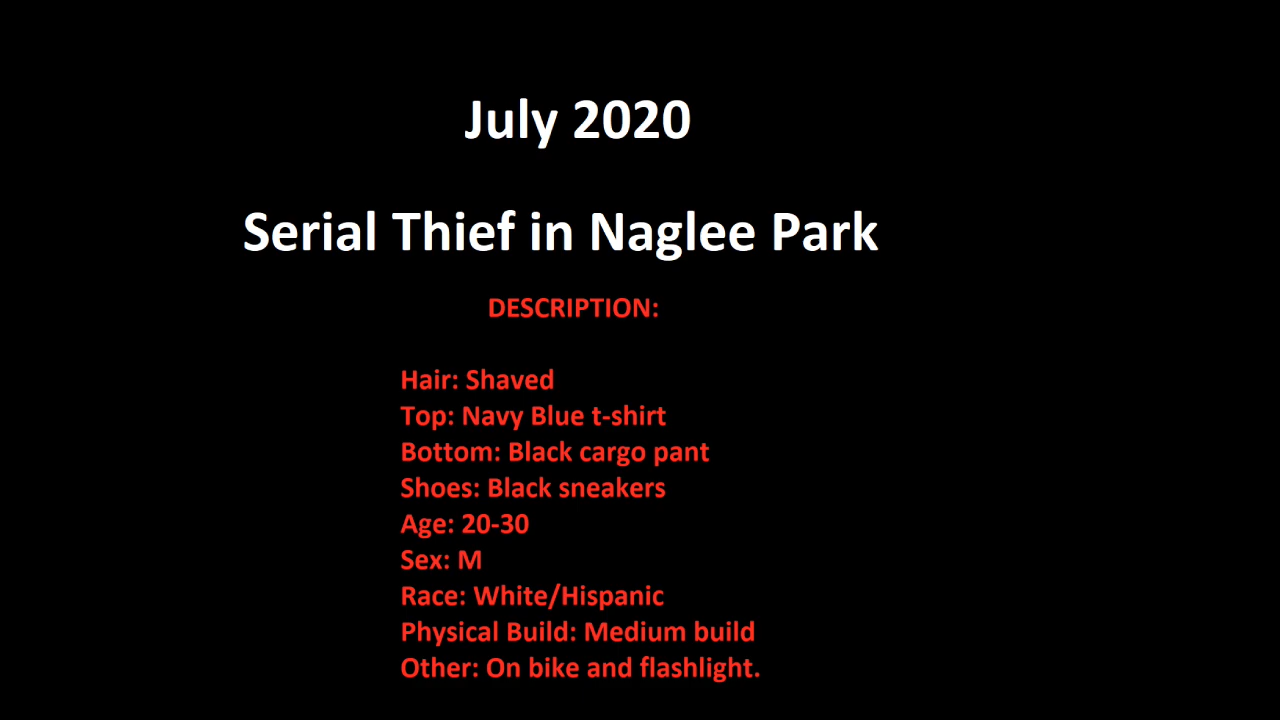 July 2020
Serial Thief in Naglee Park
DESCRIPTION:
Hair: Shaved
Top: Navy Blue t-shirt
Bottom: Black cargo pant
Shoes: Black sneakers
Age: 20-30
Sex: M
Race: White/Hispanic
Physical Build: Medium build
Other: On bike and flashlight.